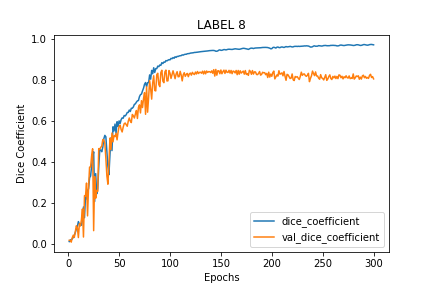 LABEL 8
1.0
0.8
0.6
0.4
0.2
0.0
Dice Coefficient
0
50
100
150
200
250
300
Epochs
dice_coefficient
val_dice_coefficient